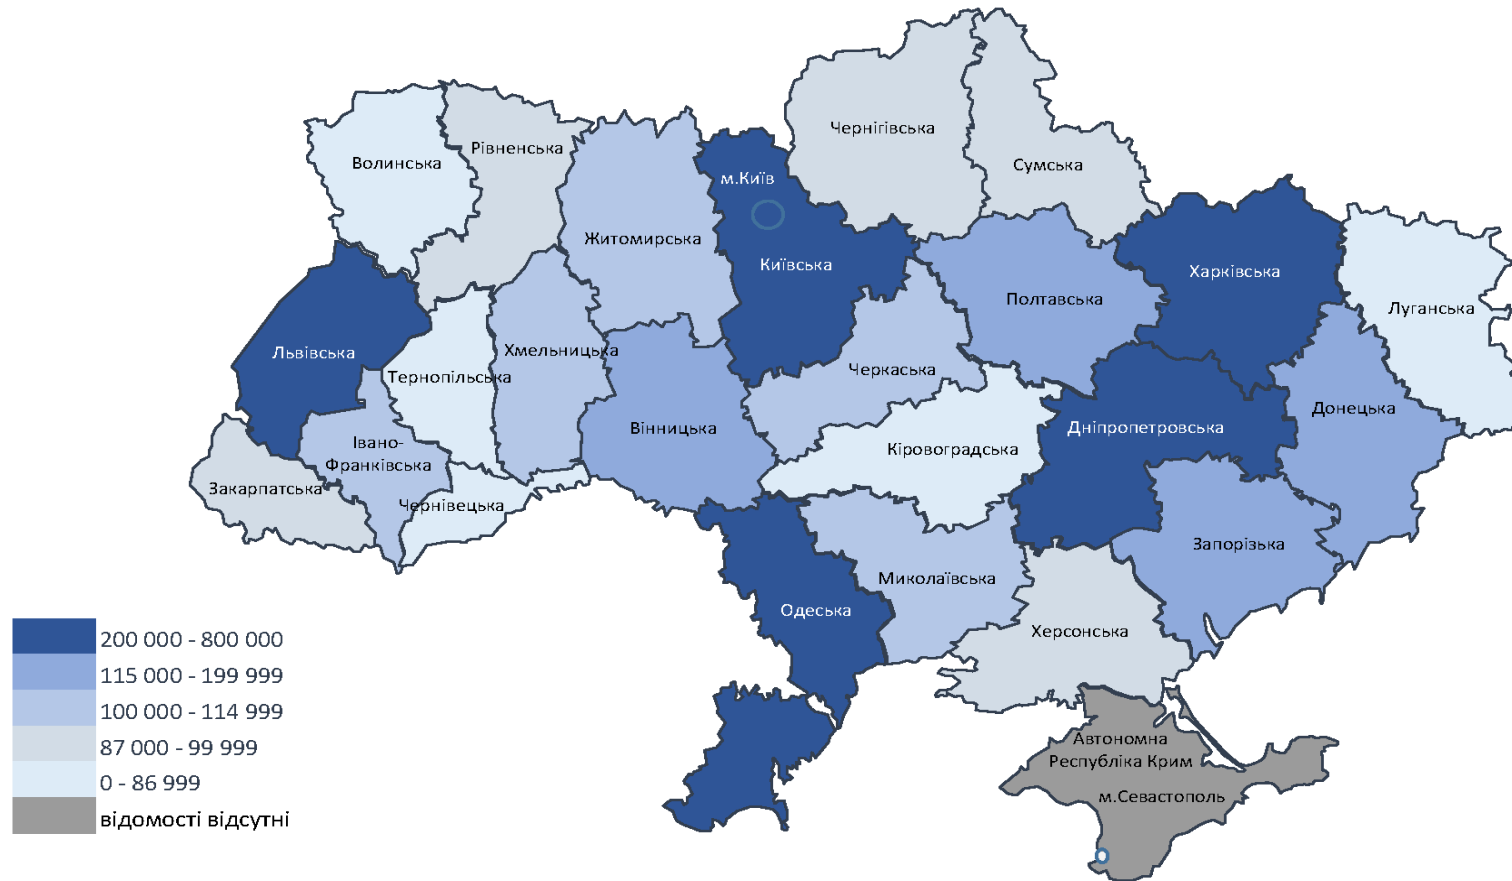 Чернігівська
Сумська
Рівненська
Волинська
м.Київ
Житомирська
Київська
Харківська
Полтавська
Луганська
Львівська
Хмельницька
Тернопільська
Черкаська
Донецька
Вінницька
Дніпропетровська
Івано-
Франківська
Кіровоградська
Закарпатська
Чернівецька
Запорізька
Миколаївська
Одеська
Херсонська
Автономна
Республіка Крим
м.Севастополь
200 000 - 800 000
115 000 - 199 999
100 000 - 114 999
87 000 - 99 999
0 - 86 999
відомості відсутні